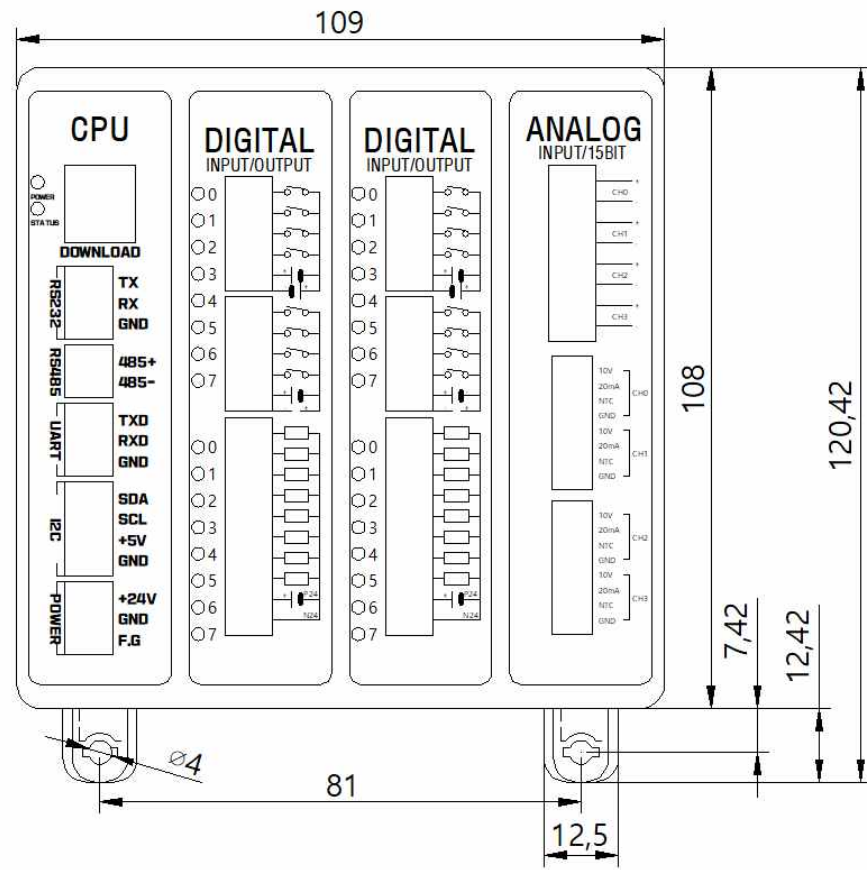 109
CPU
POWER
STATUS
DOWNLOAD
RS232
TX
RX
GND
RS485
485+
485-
UART
TXD
RXD
GND
I2C
SDA
SCL
+5V
GND
POWER
+24V
GND
F.G
DIGITAL
INPUT/OUTPUT
0
1
2
3
4
5
6
7
0
1
2
3
4
5
6
7
P24
N24
DIGITAL
INPUT/OUTPUT
0
1
2
3
4
5
6
7
0
1
2
3
4
5
6
7
P24
N24
ANALOG
INPUT/15BIT
+
CH0
+
CH1
+
CH2
+
CH3
10V
20mA
NTC
GND
CH0
10V
20mA
NTC
GND
CH1
10V
20mA
NTC
GND
CH2
10V
20mA
NTC
GND
CH3
108
120,42
7,42
12,42
⌀4
81
12,5